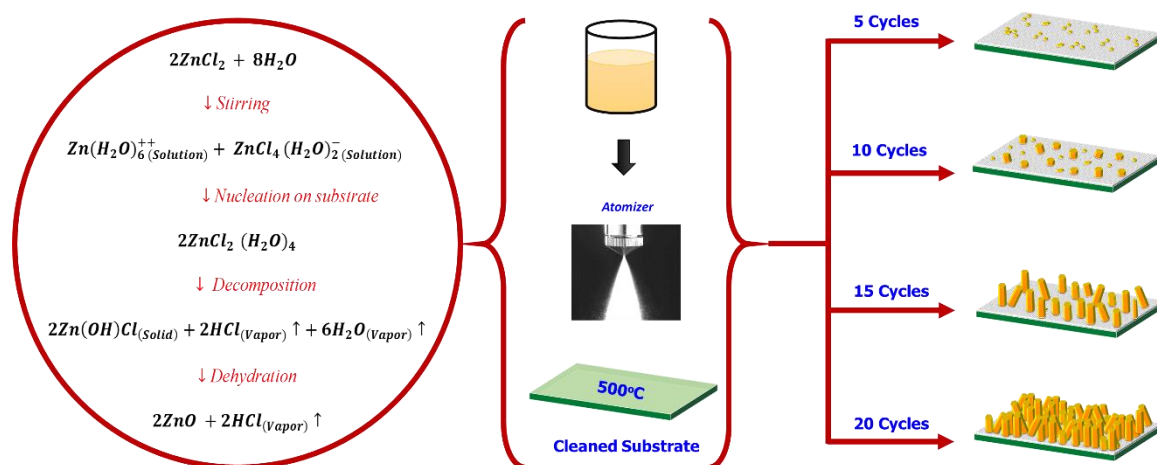 2ZnCl₂ + 8H₂O
↓ Stirring
Zn(H₂O)₆⁺⁺ (Solution) + ZnCl₄ (H₂O)₂⁻ (Solution)
↓ Nucleation on substrate
2ZnCl₂ (H₂O)₄
↓ Decomposition
2Zn(OH)Cl(Solid) + 2HCl(Vapor) ↑ + 6H₂O(Vapor) ↑
↓ Dehydration
2ZnO + 2HCl(Vapor) ↑
Atomizer
500°C
Cleaned Substrate
5 Cycles
10 Cycles
15 Cycles
20 Cycles